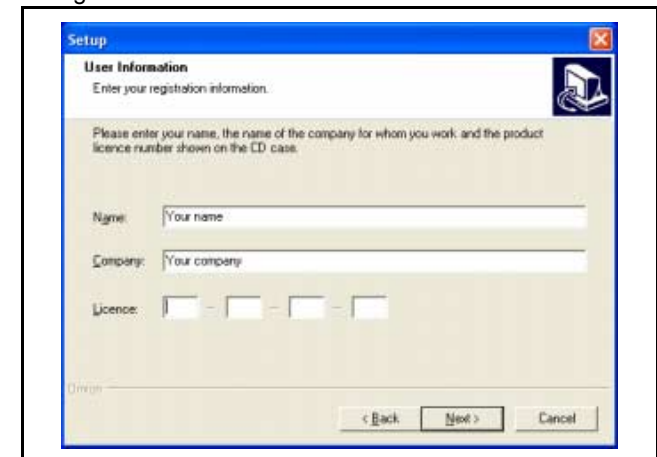 Setup
User Information
Enter your registration information.
Please enter your name, the name of the company for whom you work and the product
licence number shown on the CD case.
Name: Your name
Company: Your company
Licence: - - -
Omron
< Back Next > Cancel